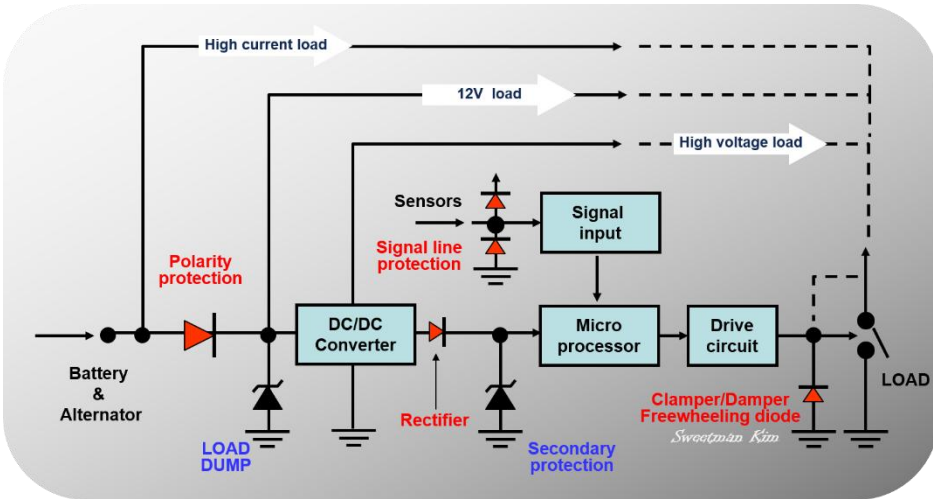 High current load
12V load
High voltage load
Sensors
Signal line
protection
Signal
input
Polarity
protection
DC/DC
Converter
Micro
processor
Drive
circuit
LOAD
Battery
&
Alternator
Rectifier
Clamper/Damper
Freewheeling diode
Sweetman Kim
LOAD
DUMP
Secondary
protection